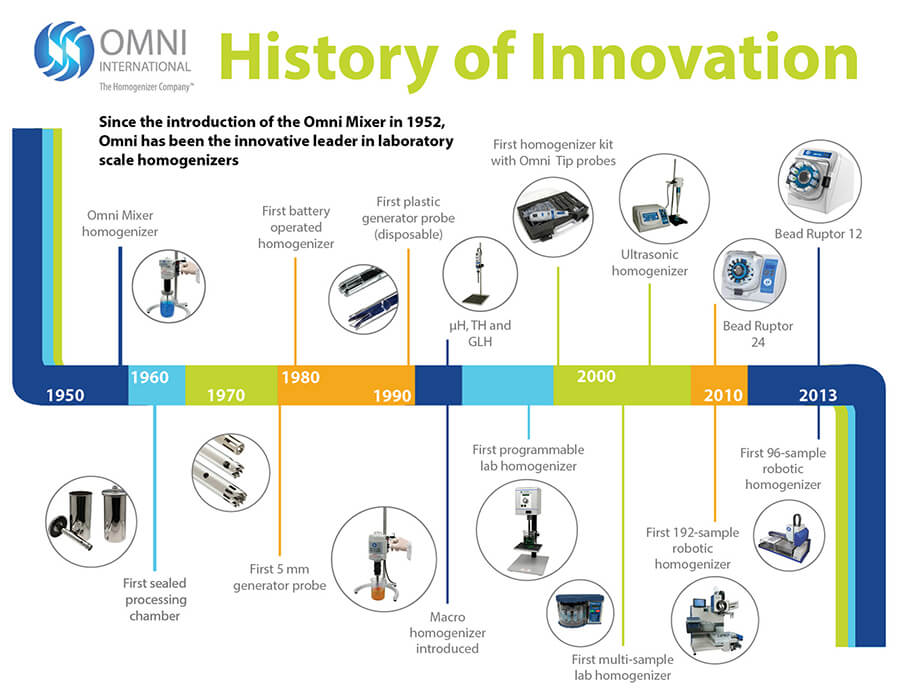 OMNI
INTERNATIONAL
The Homogenizer Company™
History of Innovation
Since the introduction of the Omni Mixer in 1952,
Omni has been the innovative leader in laboratory
scale homogenizers
Omni Mixer
homogenizer
First battery
operated
homogenizer
First plastic
generator probe
(disposable)
µH, TH and
GLH
First homogenizer kit
with Omni Tip probes
Ultrasonic
homogenizer
Bead Ruptor
24
Bead Ruptor 12
1950
1960
1970
1980
1990
2000
2010
2013
First sealed
processing
chamber
First 5 mm
generator probe
Macro
homogenizer
introduced
First programmable
lab homogenizer
First multi-sample
lab homogenizer
First 192-sample
robotic
homogenizer
First 96-sample
robotic
homogenizer